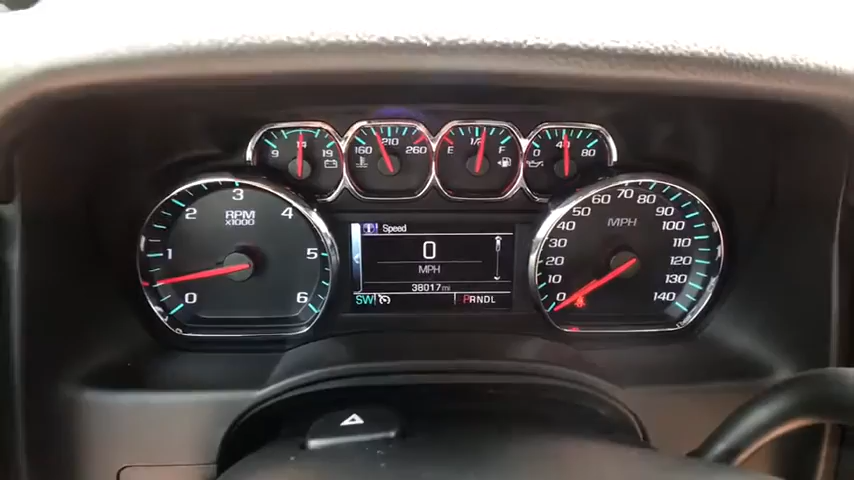 9 14 19
160 210 260
E 1/2 F
0 40 80
0 1 2 3 4 5 6
RPM
X1000
Speed
0
MPH
38017mi
SW
PRNDL
10 20 30 40 50 60 70 80 90 100 110 120 130 140
MPH